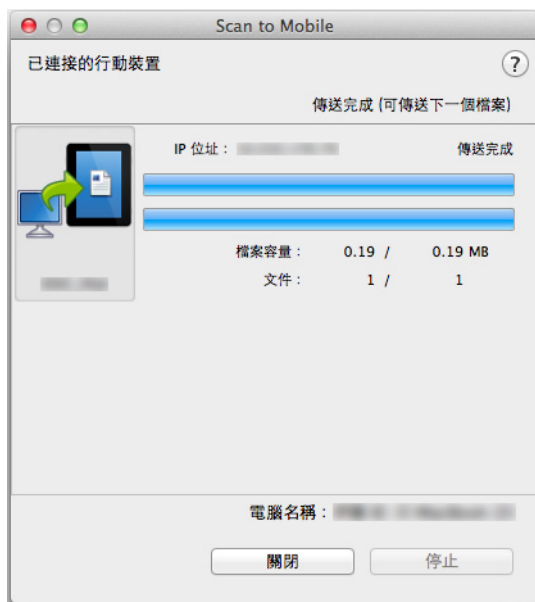 Scan to Mobile
已連接的行動裝置
?
傳送完成 (可傳送下一個檔案)
IP 位址： 傳送完成
檔案容量： 0.19 / 0.19 MB
文件： 1 / 1
電腦名稱：
關閉 停止